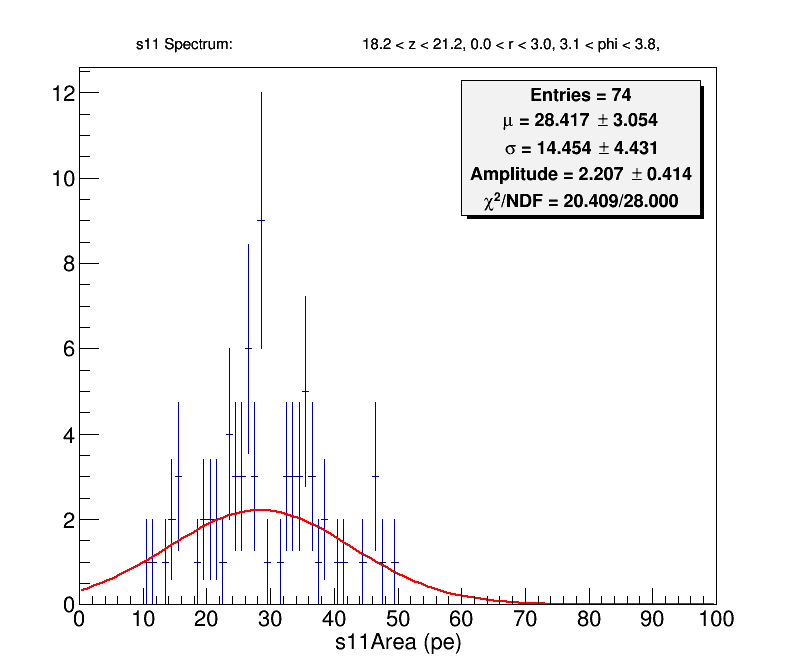 s11 Spectrum: 18.2 < z < 21.2, 0.0 < r < 3.0, 3.1 < phi < 3.8,
Entries = 74
μ = 28.417 ± 3.054
σ = 14.454 ± 4.431
Amplitude = 2.207 ± 0.414
χ²/NDF = 20.409/28.000
12
10
8
6
4
2
0
0 10 20 30 40 50 60 70 80 90 100
s11Area (pe)